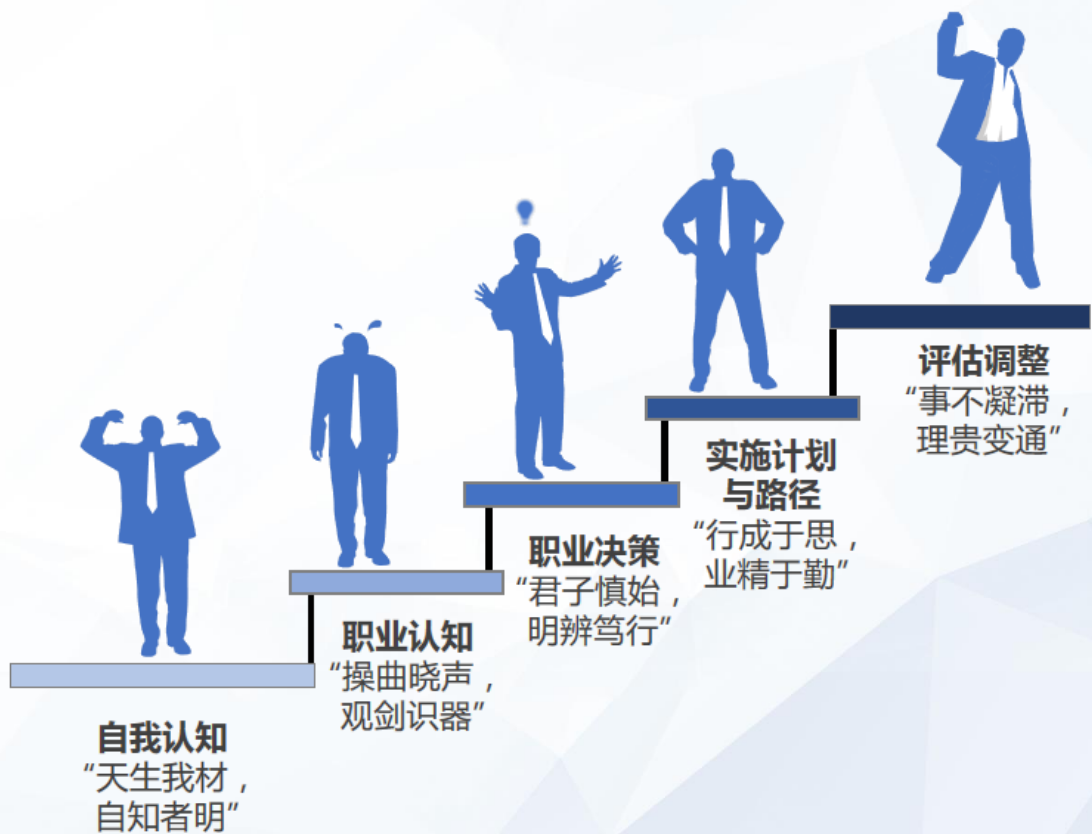 自我认知
“天生我材，
自知者明”
职业认知
“操曲晓声，
观剑识器”
职业决策
“君子慎始，
明辨笃行”
实施计划
与路径
“行成于思，
业精于勤”
评估调整
“事不凝滞，
理贵变通”